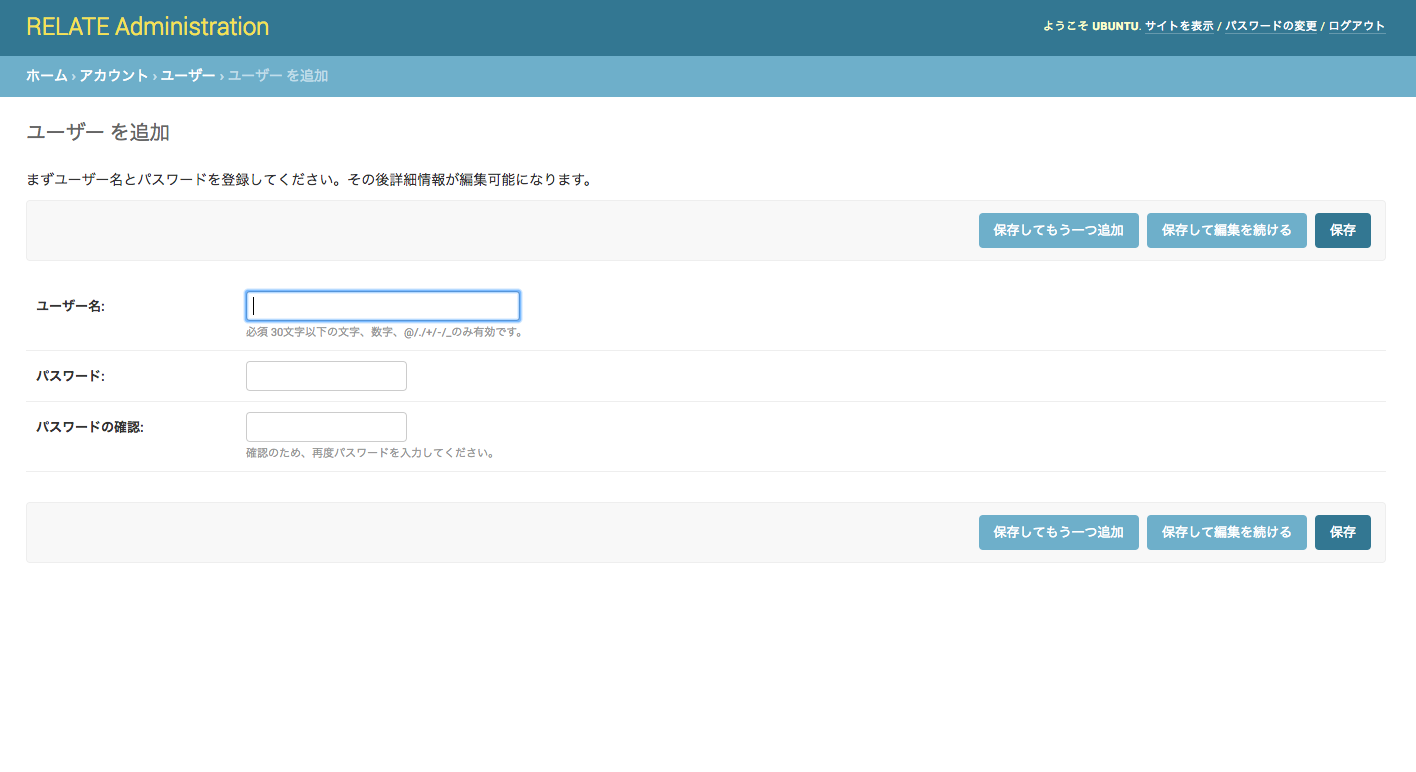 RELATE Administration
ようこそ UBUNTU. サイトを表示 / パスワードの変更 / ログアウト
ホーム › アカウント › ユーザー › ユーザー を追加
ユーザー を追加
まずユーザー名とパスワードを登録してください。その後詳細情報が編集可能になります。
保存してもう一つ追加 保存して編集を続ける 保存
ユーザー名:
必須 30文字以下の文字、数字、@/./+/-/_のみ有効です。
パスワード:
パスワードの確認:
確認のため、再度パスワードを入力してください。
保存してもう一つ追加 保存して編集を続ける 保存